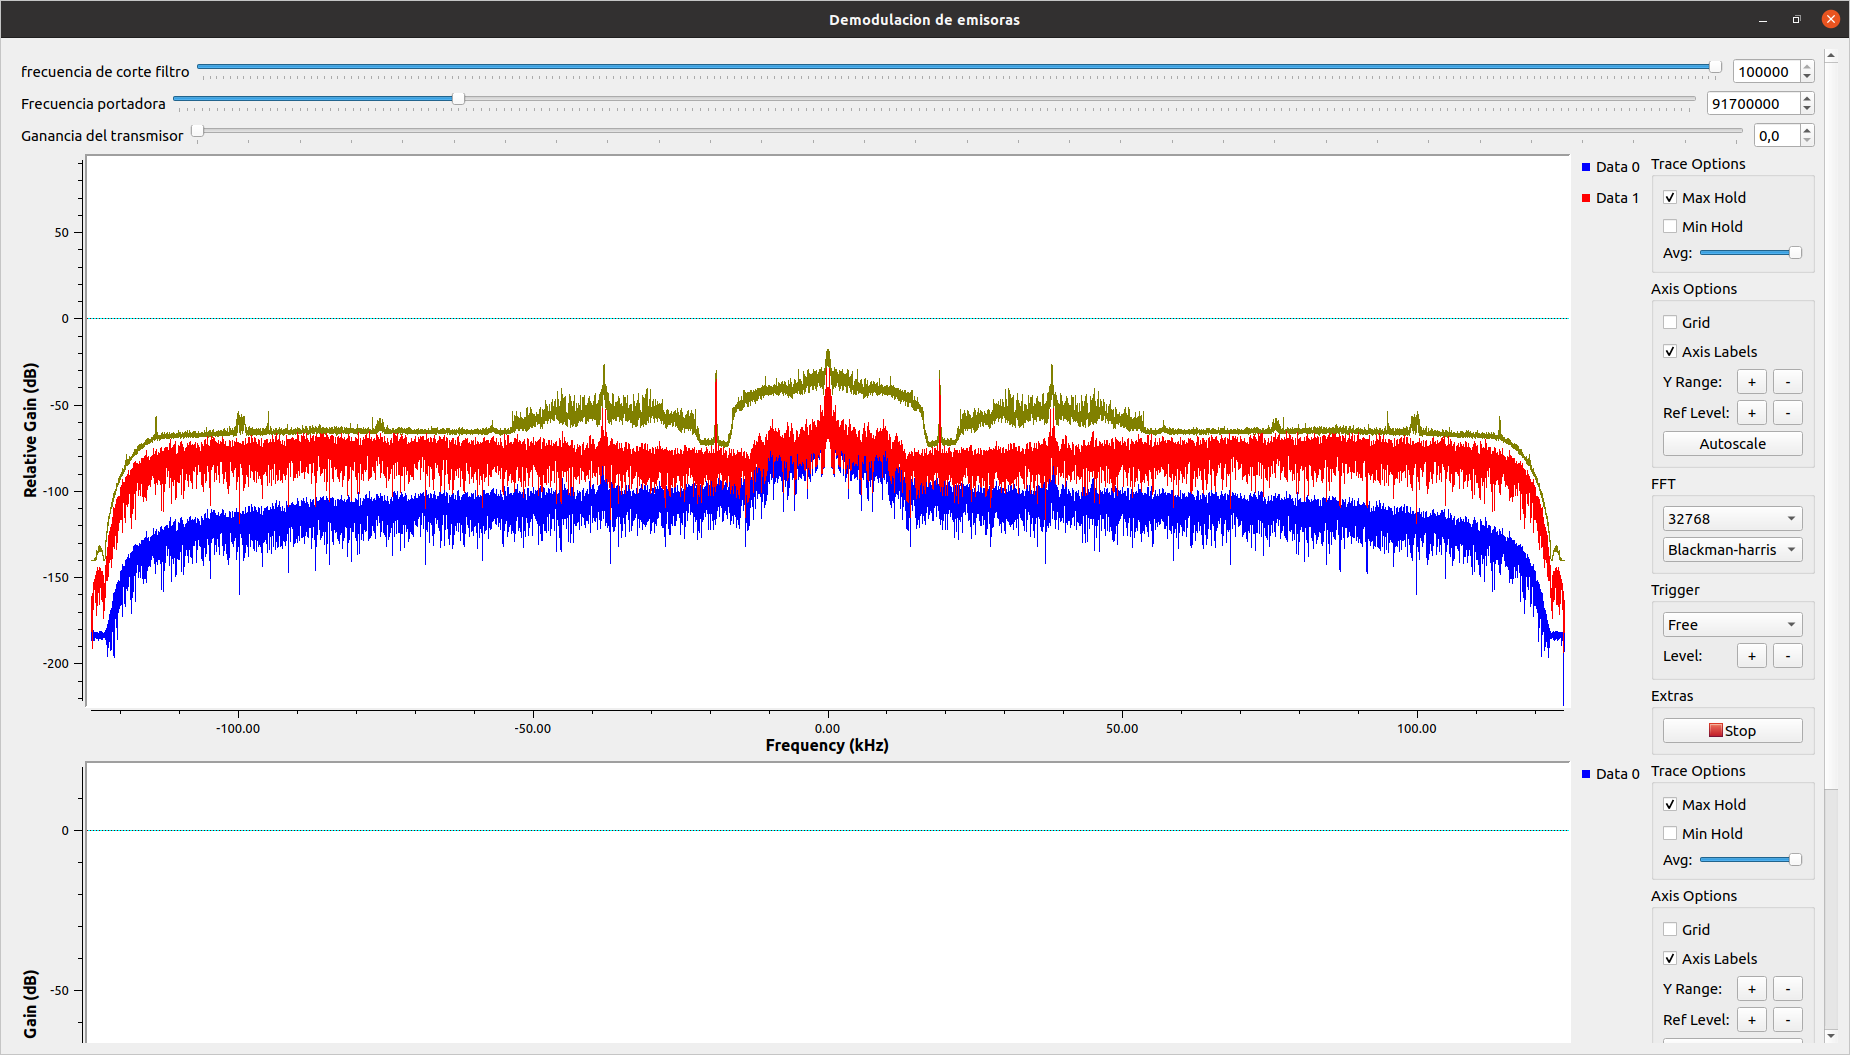 Demodulacion de emisoras
frecuencia de corte filtro 100000
Frecuencia portadora 91700000
Ganancia del transmisor 0,0
Relative Gain (dB)
50
0
-50
-100
-150
-200
-100.00 -50.00 0.00 50.00 100.00
Frequency (kHz)
Data 0
Data 1
Trace Options
Max Hold
Min Hold
Avg:
Axis Options
Grid
Axis Labels
Y Range: + -
Ref Level: + -
Autoscale
FFT
32768
Blackman-harris
Trigger
Free
Level: + -
Extras
Stop
Gain (dB)
0
-50
Data 0
Trace Options
Max Hold
Min Hold
Avg:
Axis Options
Grid
Axis Labels
Y Range: + -
Ref Level: + -